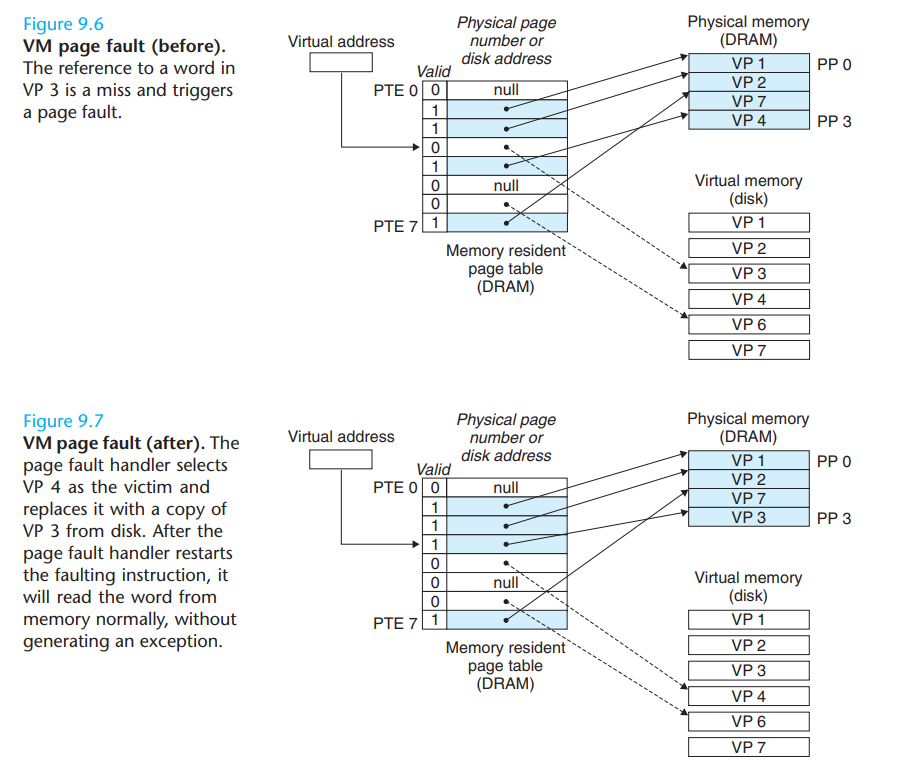 Figure 9.6
VM page fault (before).
The reference to a word in
VP 3 is a miss and triggers
a page fault.
Virtual address
Physical page
number or
disk address
Valid
PTE 0 0 null
1
1
0
1
0 null
0
PTE 7 1
Memory resident
page table
(DRAM)
Physical memory
(DRAM)
VP 1 PP 0
VP 2
VP 7
VP 4 PP 3
Virtual memory
(disk)
VP 1
VP 2
VP 3
VP 4
VP 6
VP 7
Figure 9.7
VM page fault (after). The
page fault handler selects
VP 4 as the victim and
replaces it with a copy of
VP 3 from disk. After the
page fault handler restarts
the faulting instruction, it
will read the word from
memory normally, without
generating an exception.
Virtual address
Physical page
number or
disk address
Valid
PTE 0 0 null
1
1
1
0
0 null
0
PTE 7 1
Memory resident
page table
(DRAM)
Physical memory
(DRAM)
VP 1 PP 0
VP 2
VP 7
VP 3 PP 3
Virtual memory
(disk)
VP 1
VP 2
VP 3
VP 4
VP 6
VP 7